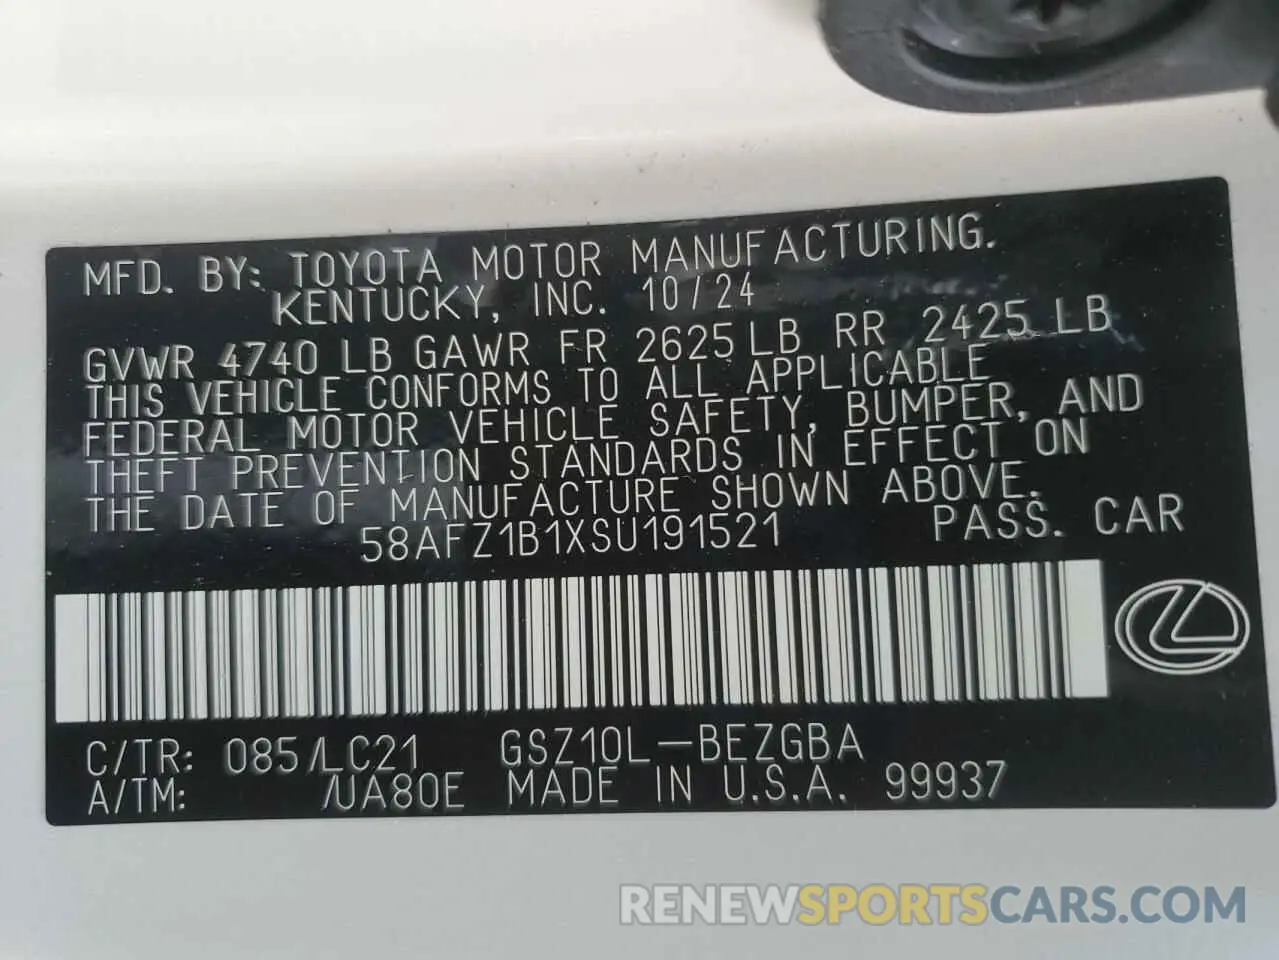 MFD. BY: TOYOTA MOTOR MANUFACTURING.
KENTUCKY, INC. 10/24
GVWR 4740 LB GAWR FR 2625 LB RR 2425 LB
THIS VEHICLE CONFORMS TO ALL APPLICABLE
FEDERAL MOTOR VEHICLE SAFETY, BUMPER, AND
THEFT PREVENTION STANDARDS IN EFFECT ON
THE DATE OF MANUFACTURE SHOWN ABOVE.
58AFZ1B1XSU191521 PASS. CAR
C/TR: 085/LC21 GSZ10L-BEZGBA
A/TM: /UA80E MADE IN U.S.A. 99937
RENEWSPORTSCARS.COM